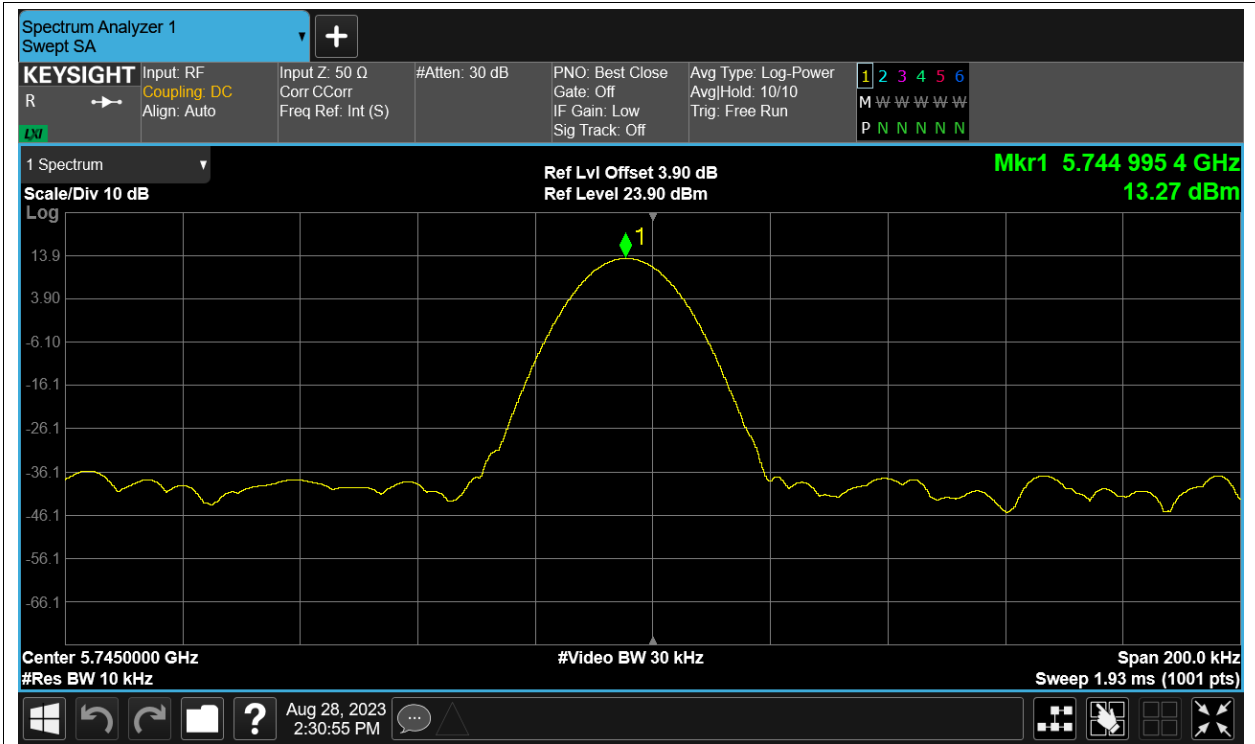 Spectrum Analyzer 1
Swept SA
KEYSIGHT
R
LXI
Input: RF
Coupling: DC
Align: Auto
Input Z: 50 Ω
Corr CCorr
Freq Ref: Int (S)
#Atten: 30 dB
PNO: Best Close
Gate: Off
IF Gain: Low
Sig Track: Off
Avg Type: Log-Power
Avg|Hold: 10/10
Trig: Free Run
1 2 3 4 5 6
M W W W W W
P N N N N N
1 Spectrum
Scale/Div 10 dB
Log
Ref Lvl Offset 3.90 dB
Ref Level 23.90 dBm
Mkr1 5.744 995 4 GHz
13.27 dBm
1
13.9
3.90
-6.10
-16.1
-26.1
-36.1
-46.1
-56.1
-66.1
Center 5.7450000 GHz
#Video BW 30 kHz
Span 200.0 kHz
#Res BW 10 kHz
Sweep 1.93 ms (1001 pts)
?
Aug 28, 2023
2:30:55 PM